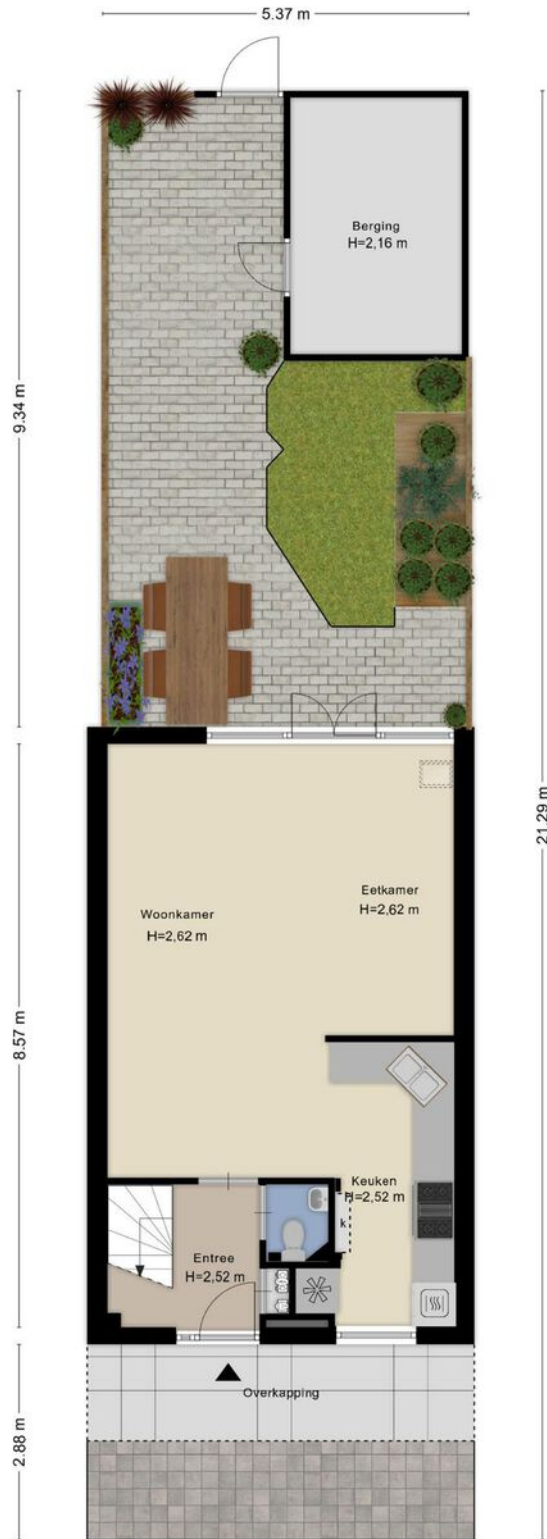 5.37 m
Berging
H=2,16 m
9.34 m
21.29 m
Eetkamer
H=2,62 m
Woonkamer
H=2,62 m
8.57 m
Keuken
H=2,52 m
k
Entree
H=2,52 m
Overkapping
2.88 m